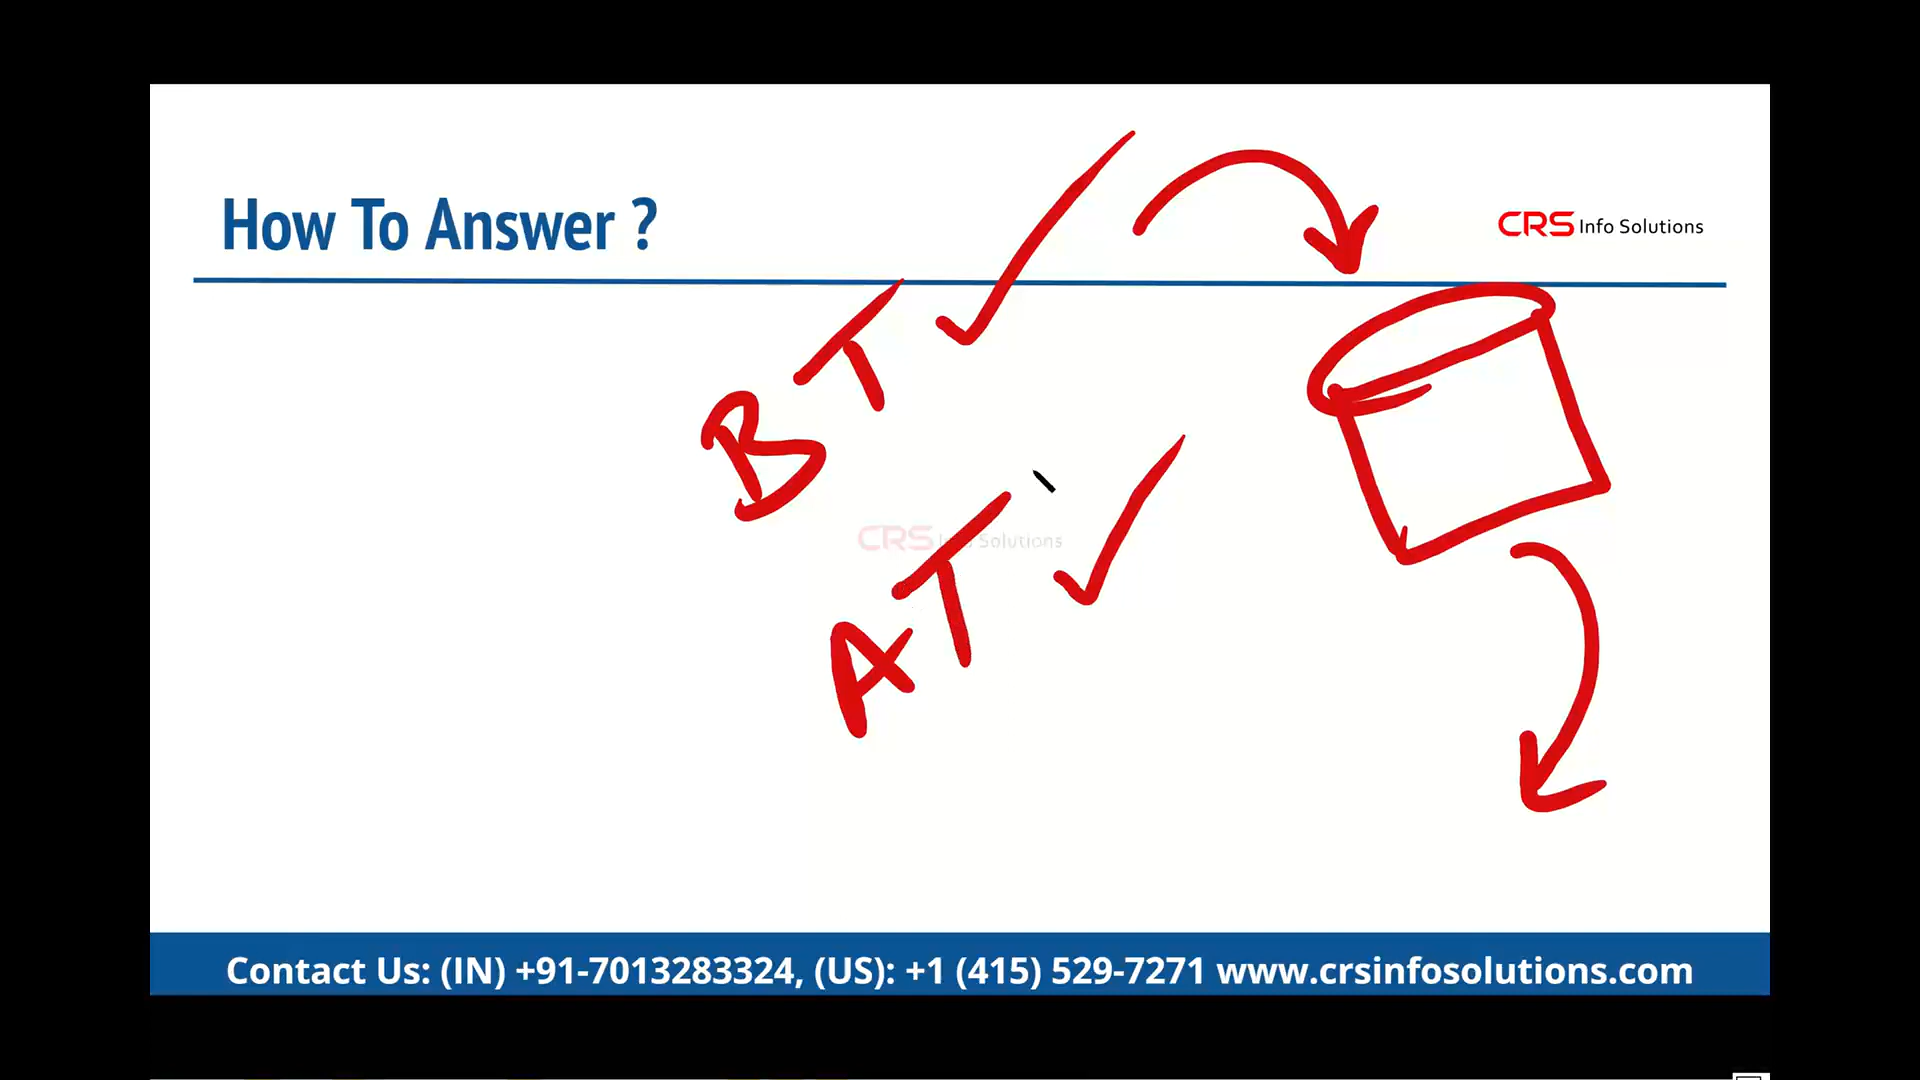 How To Answer ?
CRS Info Solutions
BT
CRS Info Solutions
AT
Contact Us: (IN) +91-7013283324, (US): +1 (415) 529-7271 www.crsinfosolutions.com